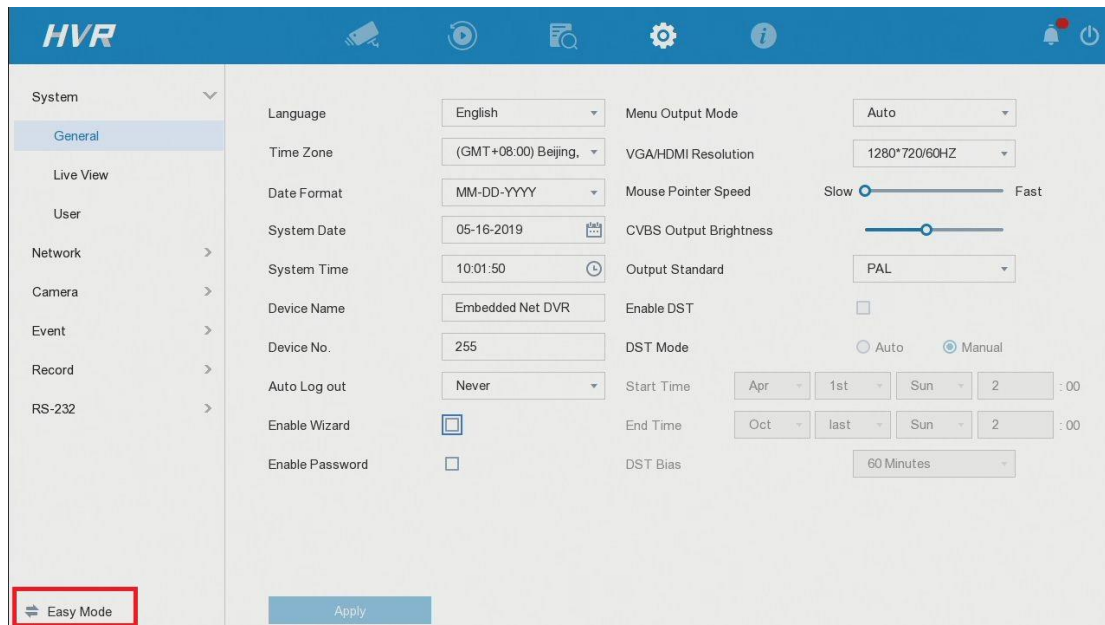 HVR
System
General
Live View
User
Network
Camera
Event
Record
RS-232
Easy Mode
Language English
Time Zone (GMT+08:00) Beijing,
Date Format MM-DD-YYYY
System Date 05-16-2019
System Time 10:01:50
Device Name Embedded Net DVR
Device No. 255
Auto Log out Never
Enable Wizard
Enable Password
Menu Output Mode Auto
VGA/HDMI Resolution 1280*720/60HZ
Mouse Pointer Speed Slow Fast
CVBS Output Brightness
Output Standard PAL
Enable DST
DST Mode Auto Manual
Start Time Apr 1st Sun 2 : 00
End Time Oct last Sun 2 : 00
DST Bias 60 Minutes
Apply